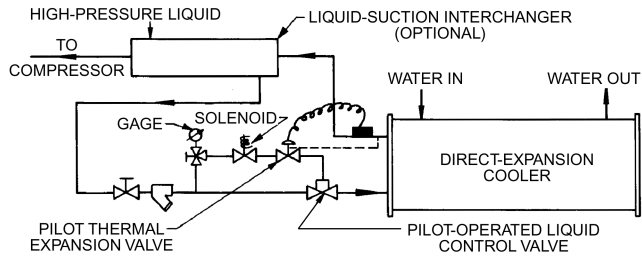 HIGH-PRESSURE LIQUID
LIQUID-SUCTION INTERCHANGER
(OPTIONAL)
TO
COMPRESSOR
WATER IN
WATER OUT
GAGE
SOLENOID
DIRECT-EXPANSION
COOLER
PILOT THERMAL
EXPANSION VALVE
PILOT-OPERATED LIQUID
CONTROL VALVE